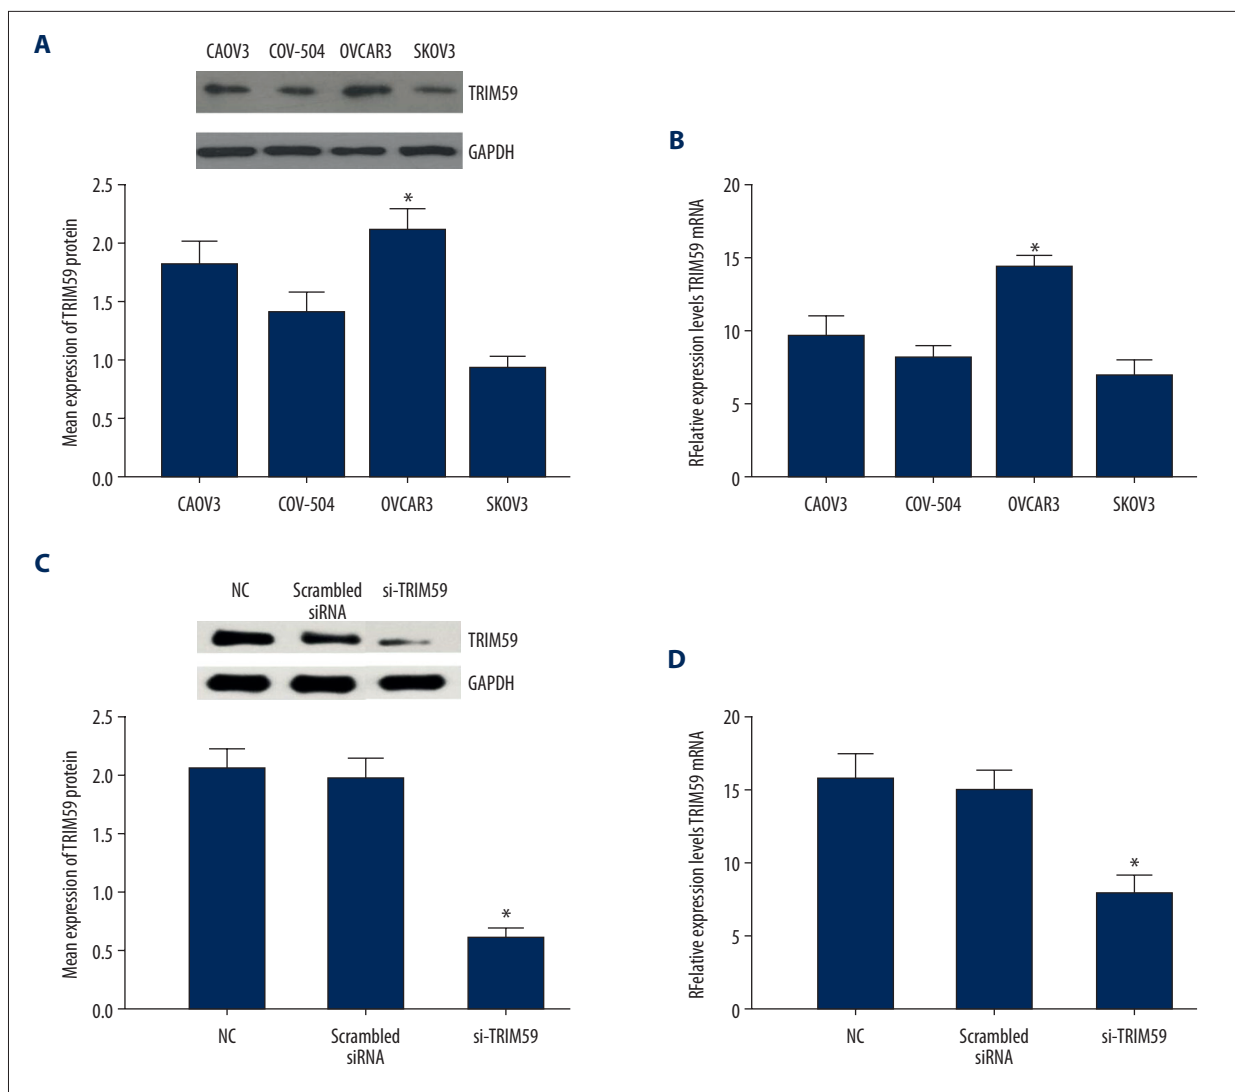 A
CAOV3 COV-504 OVCAR3 SKOV3
TRIM59
GAPDH
Mean expression of TRIM59 protein
2.5
2.0
1.5
1.0
0.5
0.0
*
CAOV3 COV-504 OVCAR3 SKOV3
B
RFelative expression levels TRIM59 mRNA
20
15
10
5
0
*
CAOV3 COV-504 OVCAR3 SKOV3
C
NC Scrambled siRNA si-TRIM59
TRIM59
GAPDH
Mean expression of TRIM59 protein
2.5
2.0
1.5
1.0
0.5
0.0
*
NC Scrambled siRNA si-TRIM59
D
RFelative expression levels TRIM59 mRNA
20
15
10
5
0
*
NC Scrambled siRNA si-TRIM59